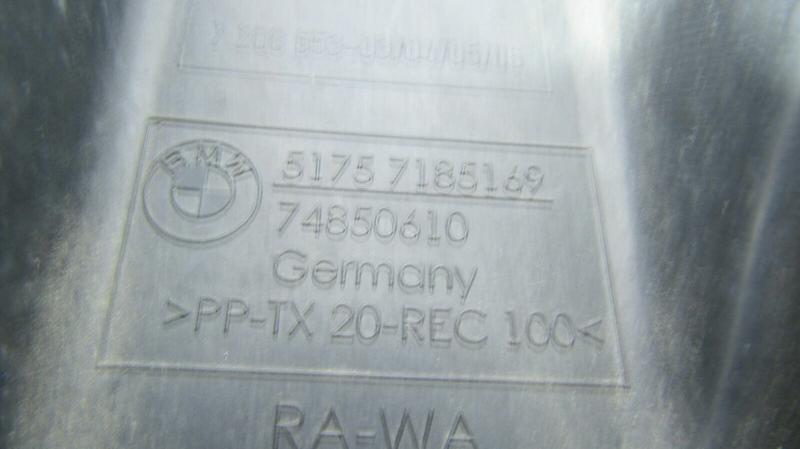 BMW
5175 7185169
74850610
Germany
>PP-TX 20-REC 100<
RA-WA